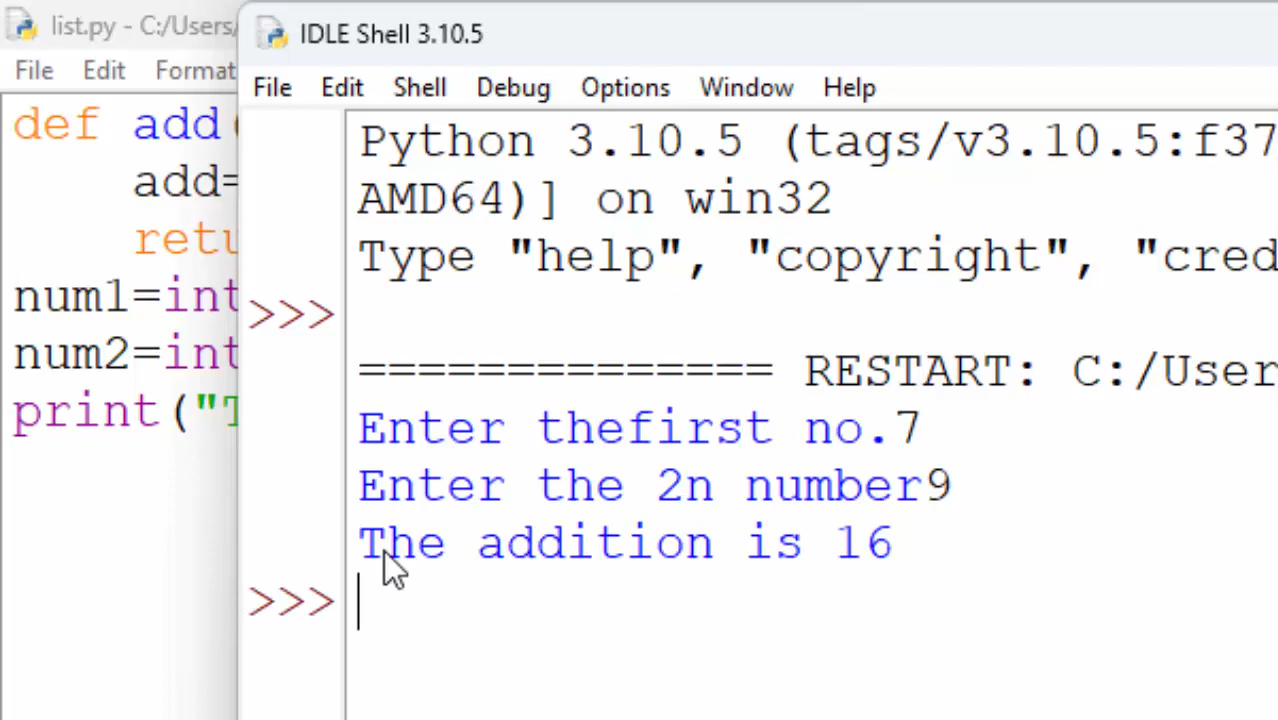 list.py - C:/Users/
File Edit Format
def add
add=
retu
num1=int
num2=int
print("T
IDLE Shell 3.10.5
File Edit Shell Debug Options Window Help
Python 3.10.5 (tags/v3.10.5:f37
AMD64)] on win32
Type "help", "copyright", "cred
>>>
============== RESTART: C:/User
Enter thefirst no.7
Enter the 2n number9
The addition is 16
>>>